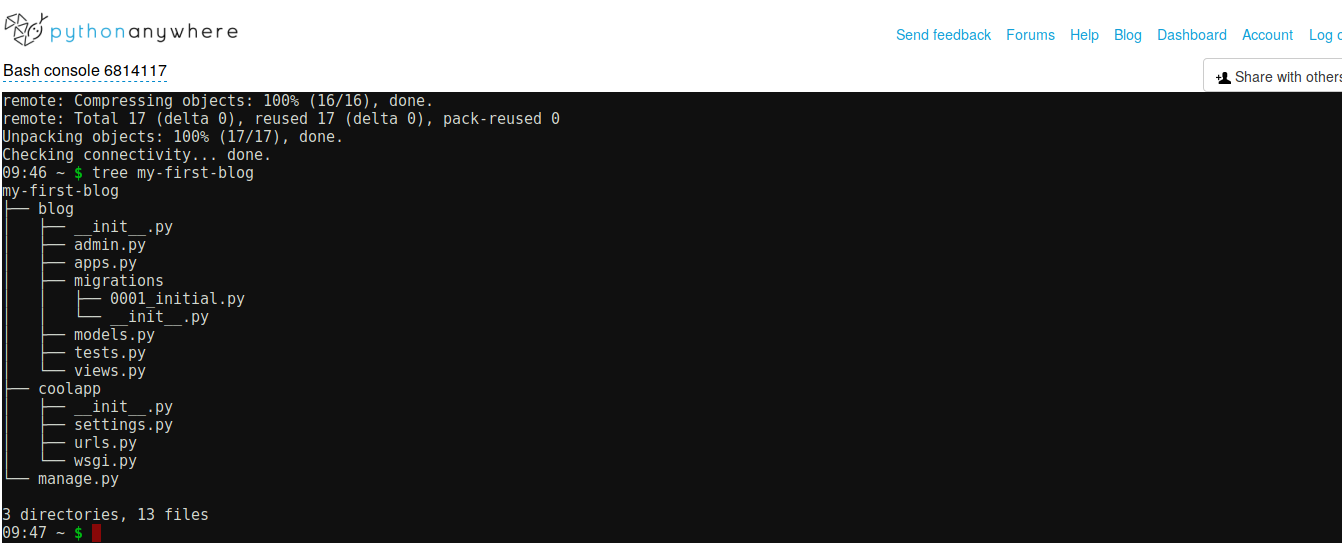 pythonanywhere
Send feedback Forums Help Blog Dashboard Account Log o
Bash console 6814117
Share with others
remote: Compressing objects: 100% (16/16), done.
remote: Total 17 (delta 0), reused 17 (delta 0), pack-reused 0
Unpacking objects: 100% (17/17), done.
Checking connectivity... done.
09:46 ~ $ tree my-first-blog
my-first-blog
├── blog
│   ├── __init__.py
│   ├── admin.py
│   ├── apps.py
│   ├── migrations
│   │   ├── 0001_initial.py
│   │   └── __init__.py
│   ├── models.py
│   ├── tests.py
│   └── views.py
├── coolapp
│   ├── __init__.py
│   ├── settings.py
│   ├── urls.py
│   └── wsgi.py
└── manage.py
3 directories, 13 files
09:47 ~ $